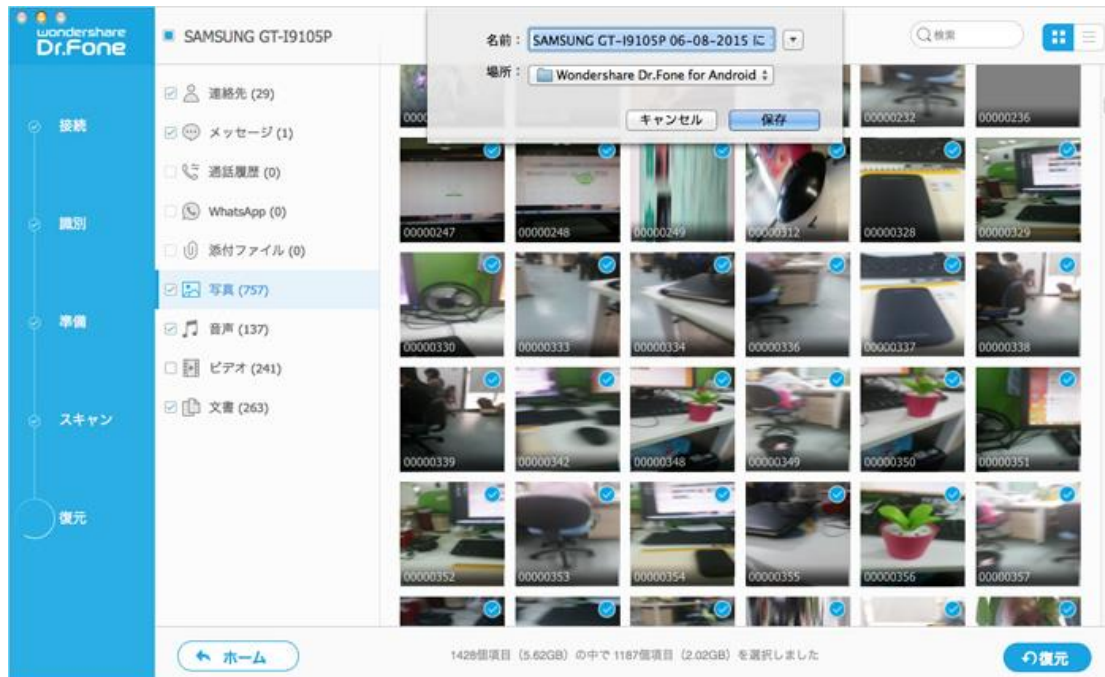 wondershare
Dr.Fone
SAMSUNG GT-I9105P
名前：
SAMSUNG GT-I9105P 06-08-2015 に
場所：
Wondershare Dr.Fone for Android
キャンセル
保存
検索
接続
識別
準備
スキャン
復元
連絡先 (29)
メッセージ (1)
通話履歴 (0)
WhatsApp (0)
添付ファイル (0)
写真 (757)
音声 (137)
ビデオ (241)
文書 (263)
00000232
00000236
00000247
00000248
00000249
00000312
00000328
00000329
00000330
00000333
00000334
00000336
00000337
00000338
00000339
00000342
00000348
00000349
00000350
00000351
00000352
00000353
00000354
00000355
00000356
00000357
ホーム
1428個項目（5.62GB）の中で 1187個項目（2.02GB）を選択しました
復元